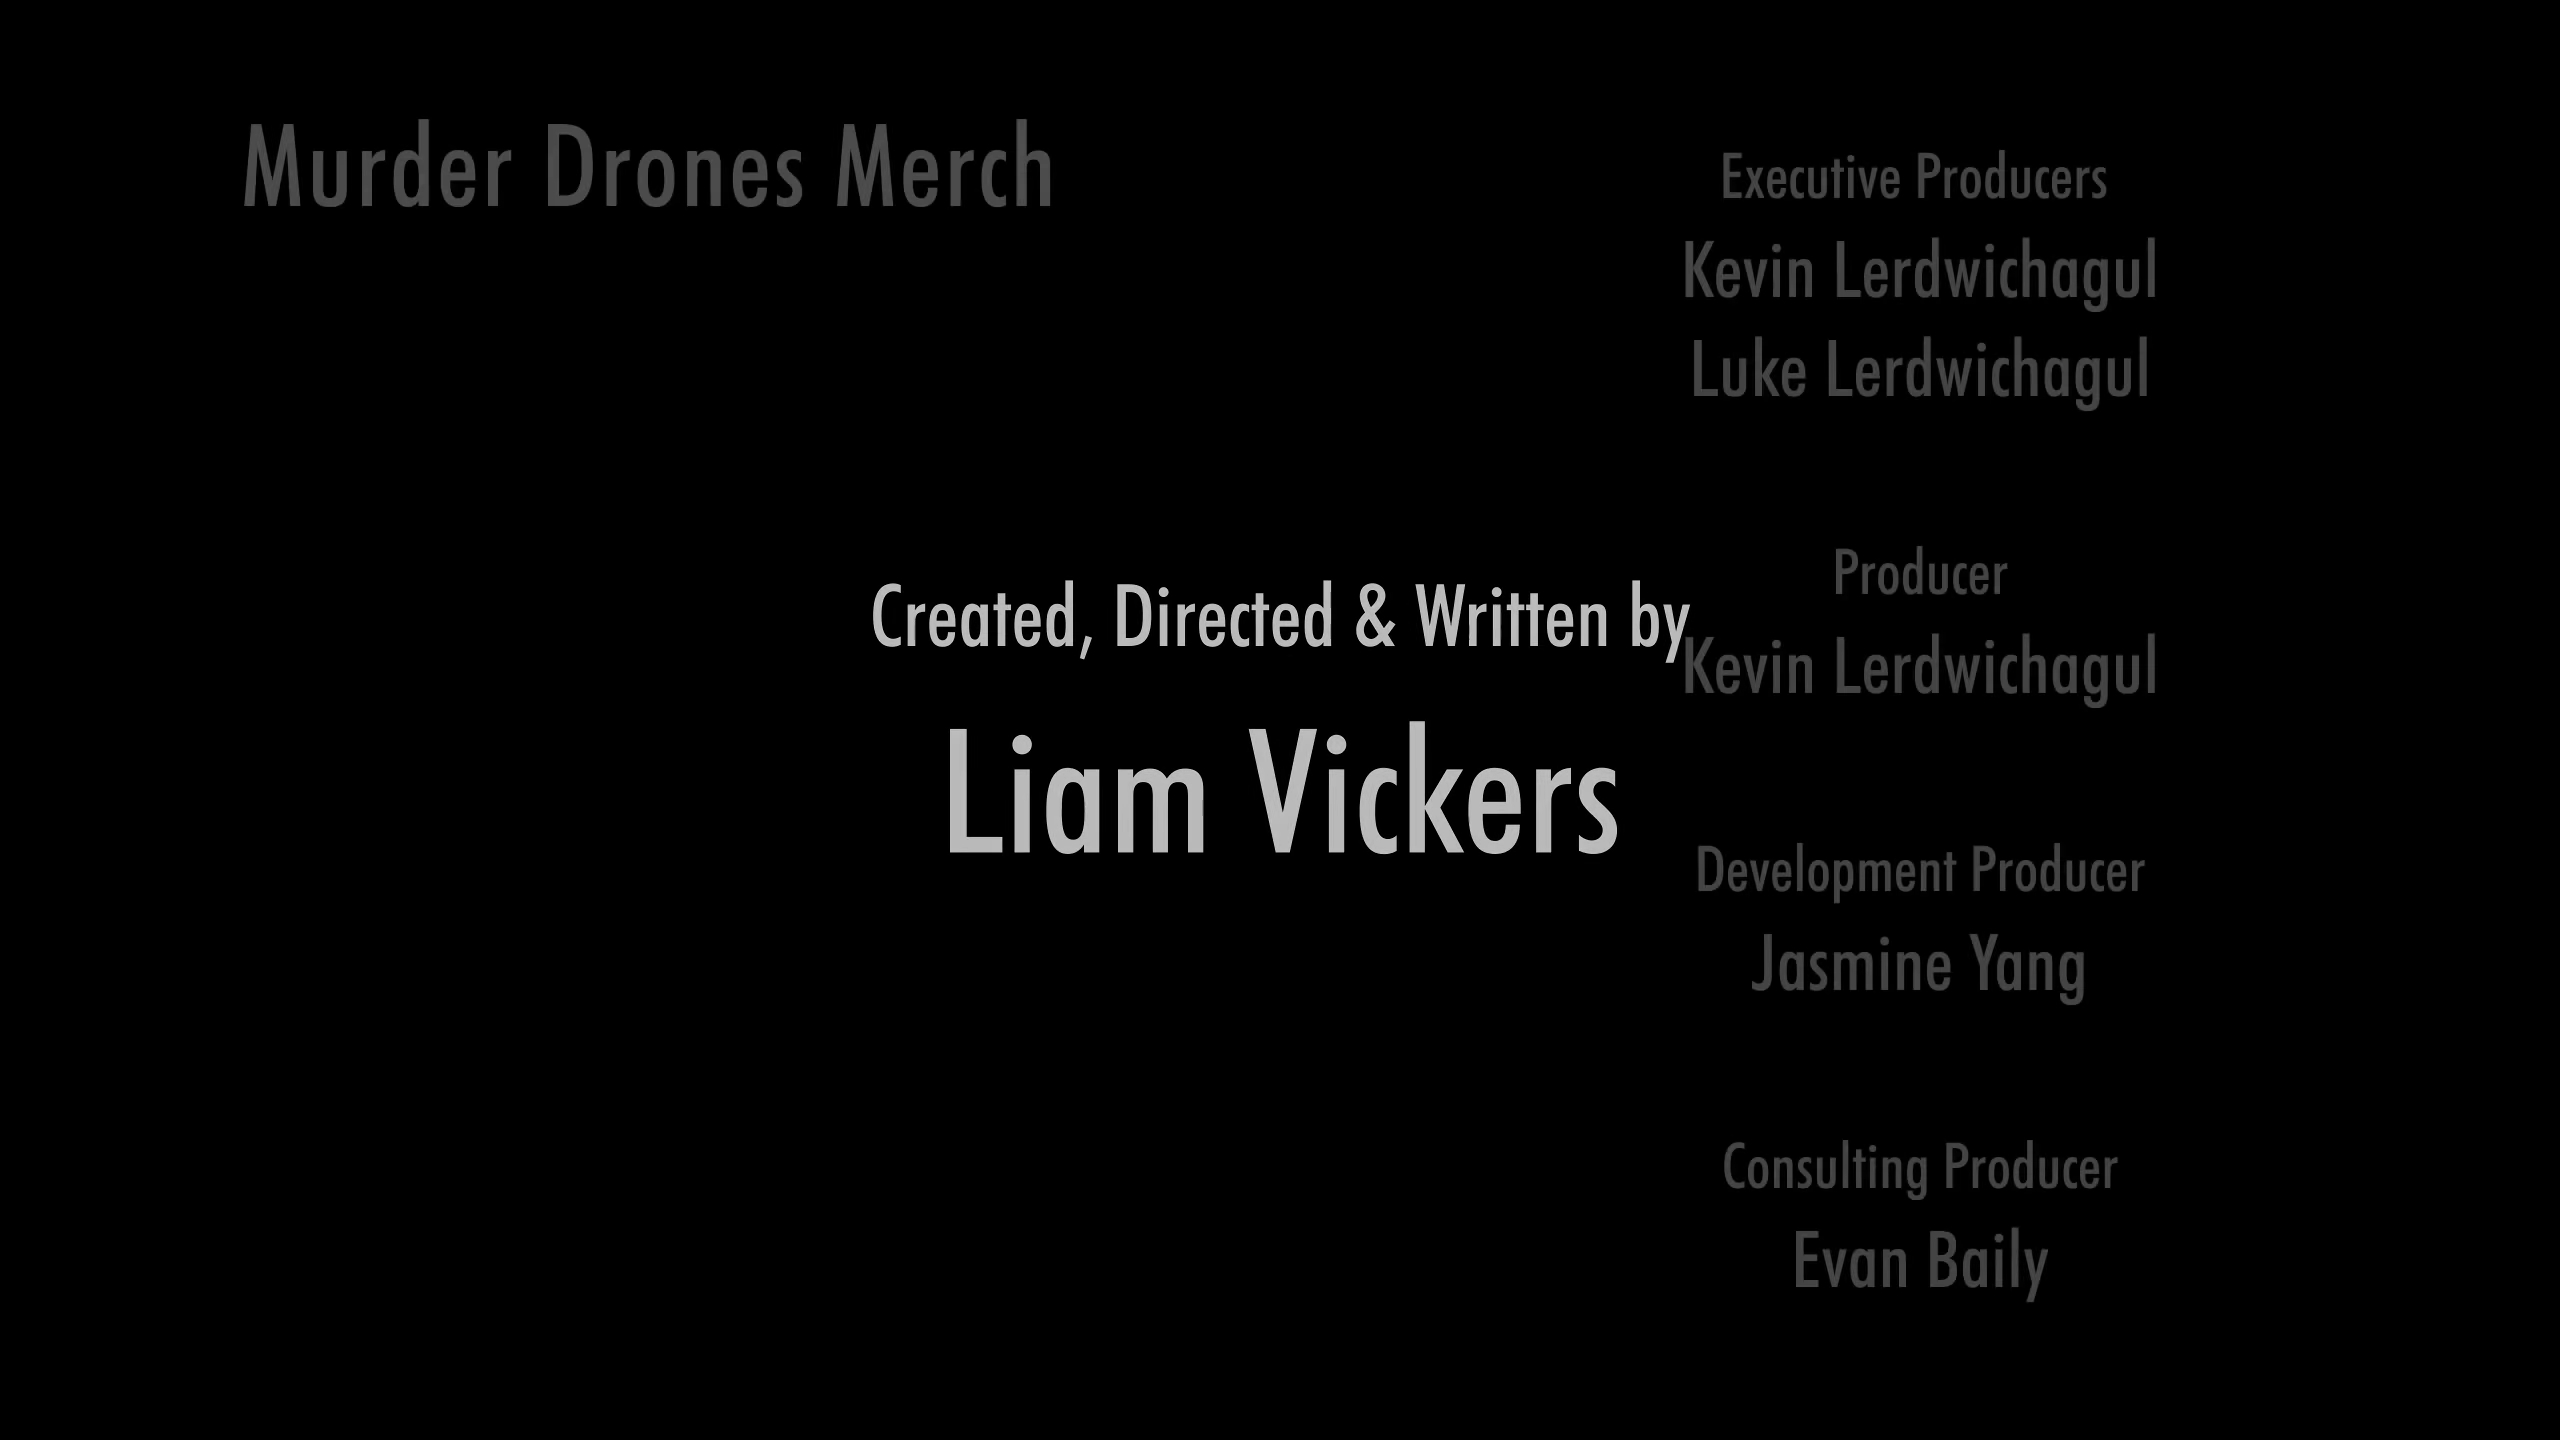 Murder Drones Merch
Created, Directed & Written by
Liam Vickers
Executive Producers
Kevin Lerdwichagul
Luke Lerdwichagul
Producer
Kevin Lerdwichagul
Development Producer
Jasmine Yang
Consulting Producer
Evan Baily